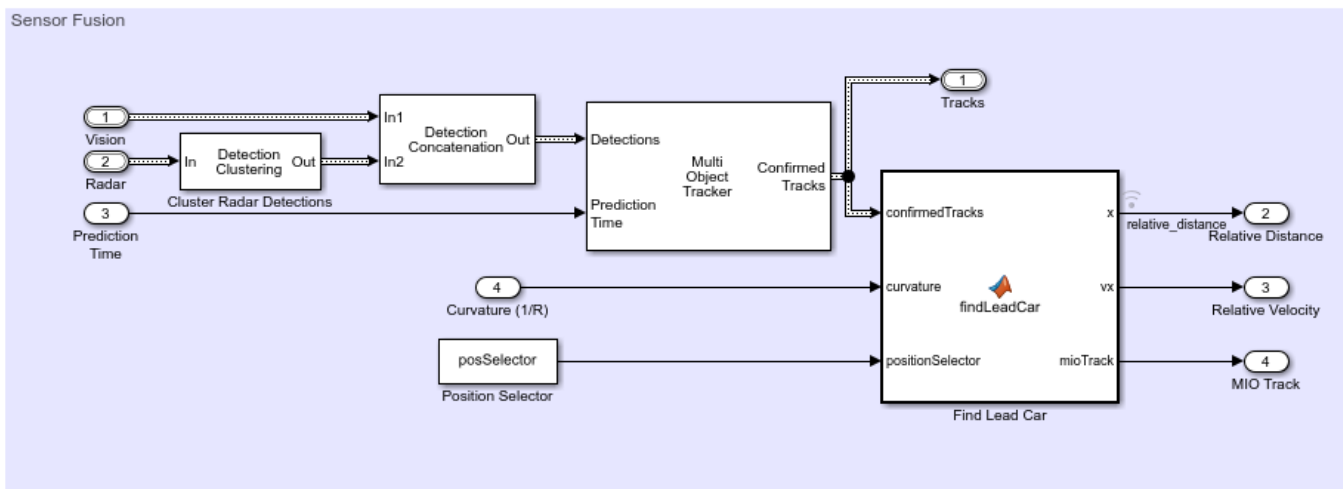 Sensor Fusion
1
Tracks
1
Vision
2
Radar
In
Detection
Clustering
Out
Cluster Radar Detections
In1
In2
Detection
Concatenation
Out
Detections
Prediction
Time
Multi
Object
Tracker
Confirmed
Tracks
3
Prediction
Time
4
Curvature (1/R)
posSelector
Position Selector
confirmedTracks
curvature
positionSelector
findLeadCar
x
vx
mioTrack
Find Lead Car
relative_distance
2
Relative Distance
3
Relative Velocity
4
MIO Track